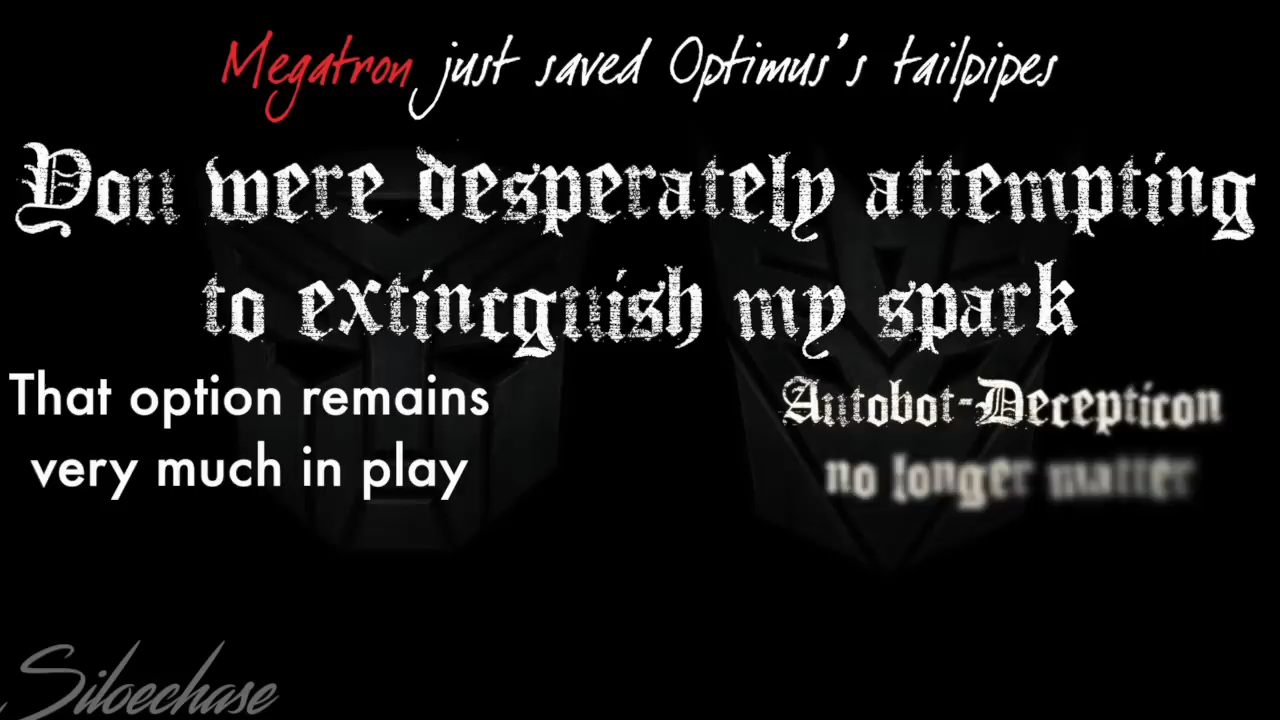 Megatron just saved Optimus's tailpipes
You were desperately attempting
to extincguish my spark
That option remains
very much in play
Autobot-Decepticon
no longer matter
Siloechase